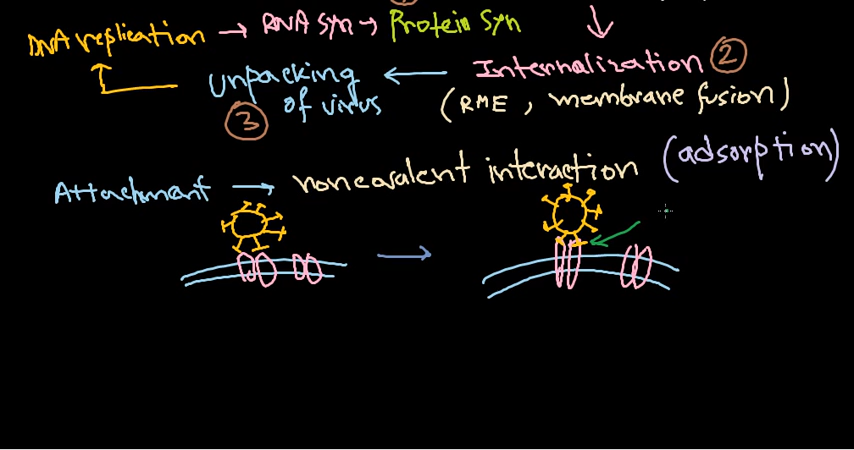 DNA replication → RNA syn → Protein syn
Internalization ②
← unpacking of virus
③
(RME, membrane fusion)
Attachment → noncovalent interaction (adsorption)